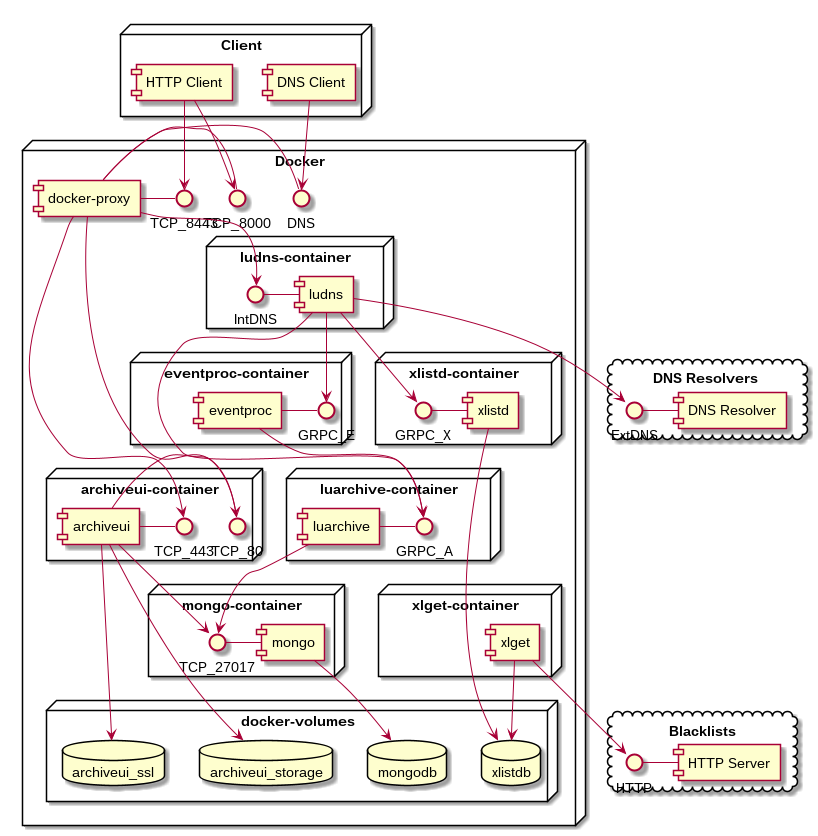 Client
HTTP Client
DNS Client
Docker
docker-proxy
TCP_8443
TCP_8000
DNS
ludns-container
IntDNS
ludns
eventproc-container
eventproc
GRPC_E
xlistd-container
GRPC_X
xlistd
DNS Resolvers
ExtDNS
DNS Resolver
archiveui-container
archiveui
TCP_443
TCP_80
luarchive-container
luarchive
GRPC_A
mongo-container
TCP_27017
mongo
xlget-container
xlget
docker-volumes
archiveui_ssl
archiveui_storage
mongodb
xlistdb
Blacklists
HTTP
HTTP Server